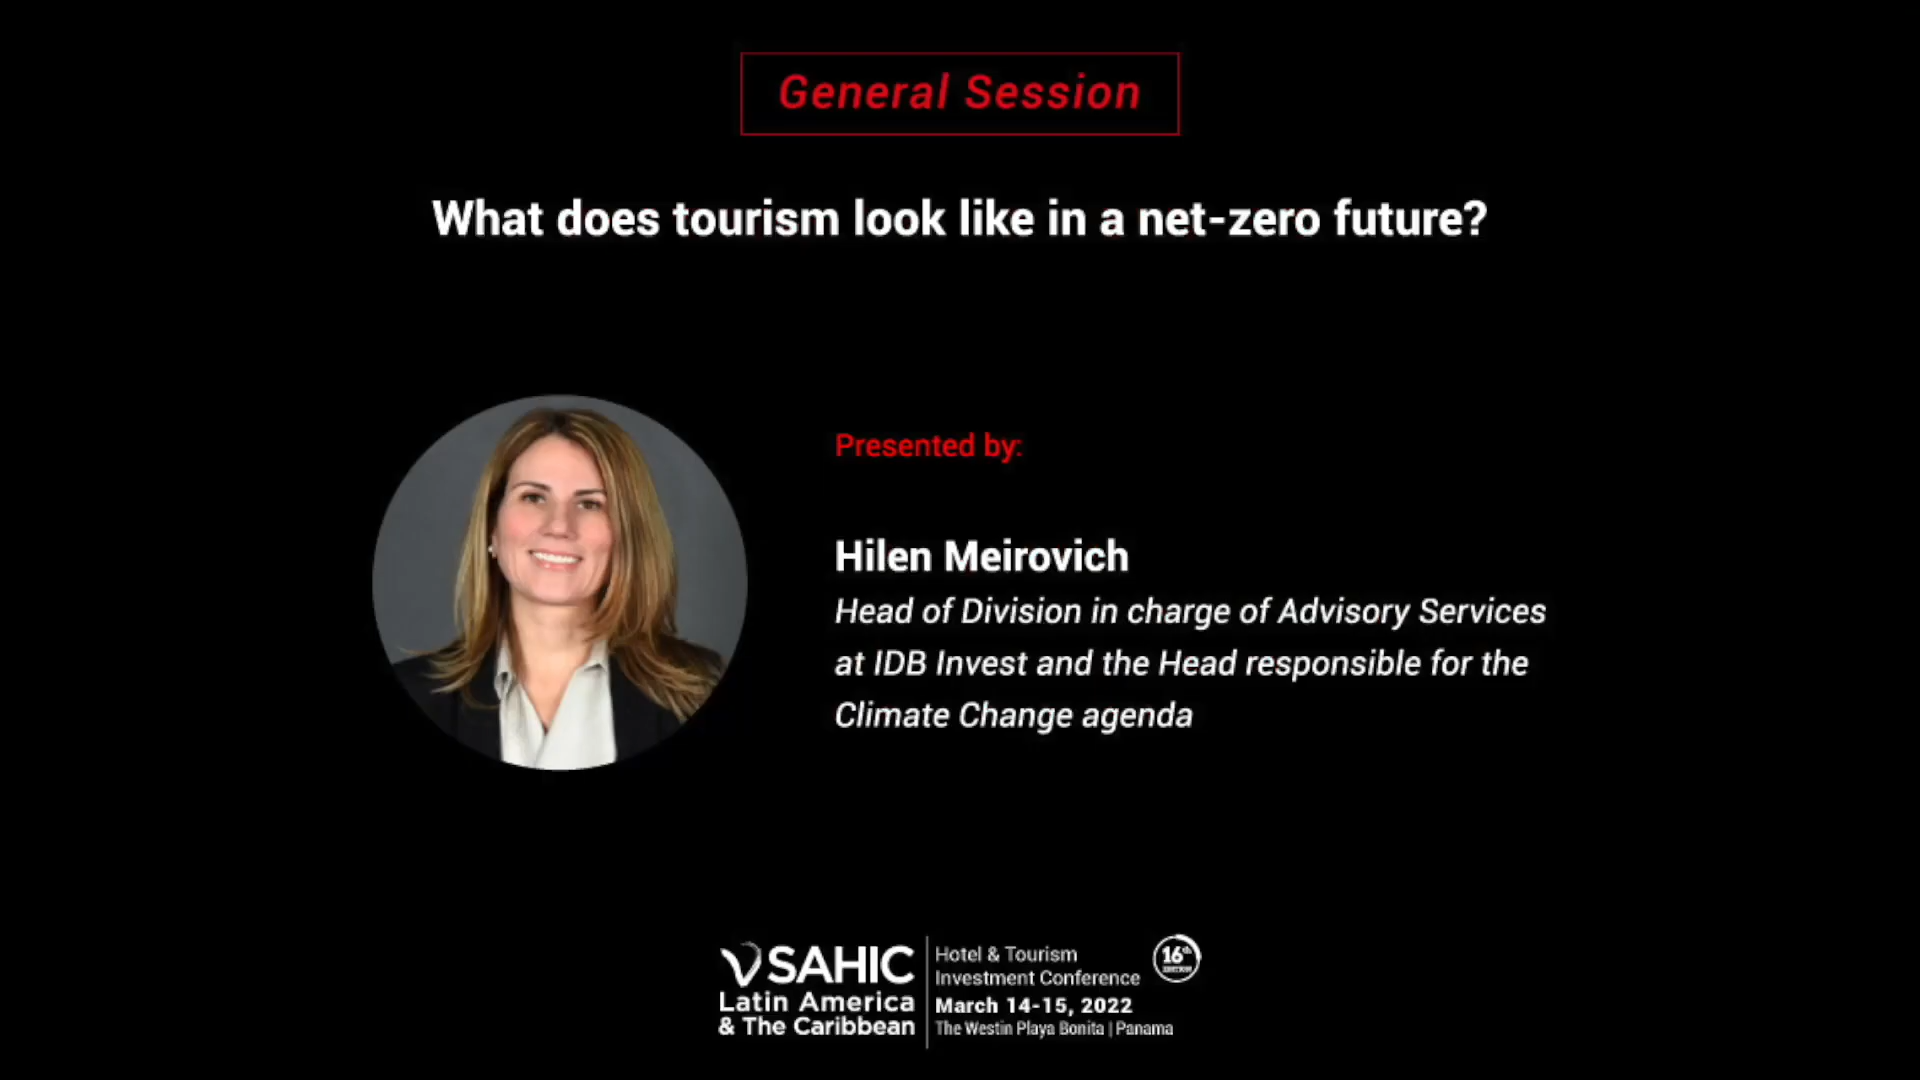 General Session
What does tourism look like in a net-zero future?
Presented by:
Hilen Meirovich
Head of Division in charge of Advisory Services
at IDB Invest and the Head responsible for the
Climate Change agenda
SAHIC
Latin America
& The Caribbean
Hotel & Tourism
Investment Conference
March 14-15, 2022
The Westin Playa Bonita | Panama
16th
EDITION